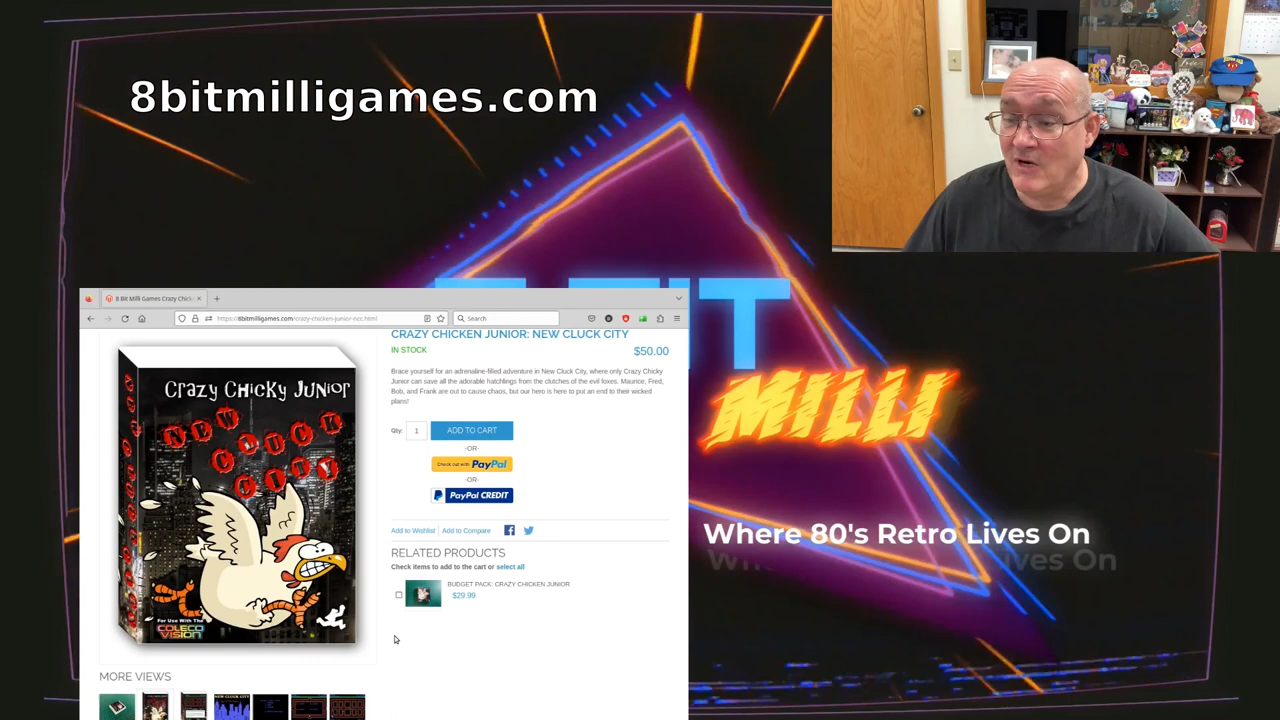 8bitmilligames.com
BIT
MILLI
Where 80's Retro Lives On
8 Bit Milli Games Crazy Chick
https://8bitmilligames.com/crazy-chicken-junior-ncc.html
Search
CRAZY CHICKEN JUNIOR: NEW CLUCK CITY
IN STOCK
$50.00
Brace yourself for an adrenaline-filled adventure in New Cluck City, where only Crazy Chicky
Junior can save all the adorable hatchlings from the clutches of the evil foxes. Maurice, Fred,
Bob, and Frank are out to cause chaos, but our hero is here to put an end to their wicked
plans!
Qty:
1
ADD TO CART
-OR-
Check out with PayPal
-OR-
PayPal CREDIT
Add to Wishlist
Add to Compare
RELATED PRODUCTS
Check items to add to the cart or select all
BUDGET PACK: CRAZY CHICKEN JUNIOR
$29.99
Crazy Chicky Junior
NEW
CLUCK
CITY
For Use With The
COLECO
VISION
MORE VIEWS
NEW CLUCK CITY